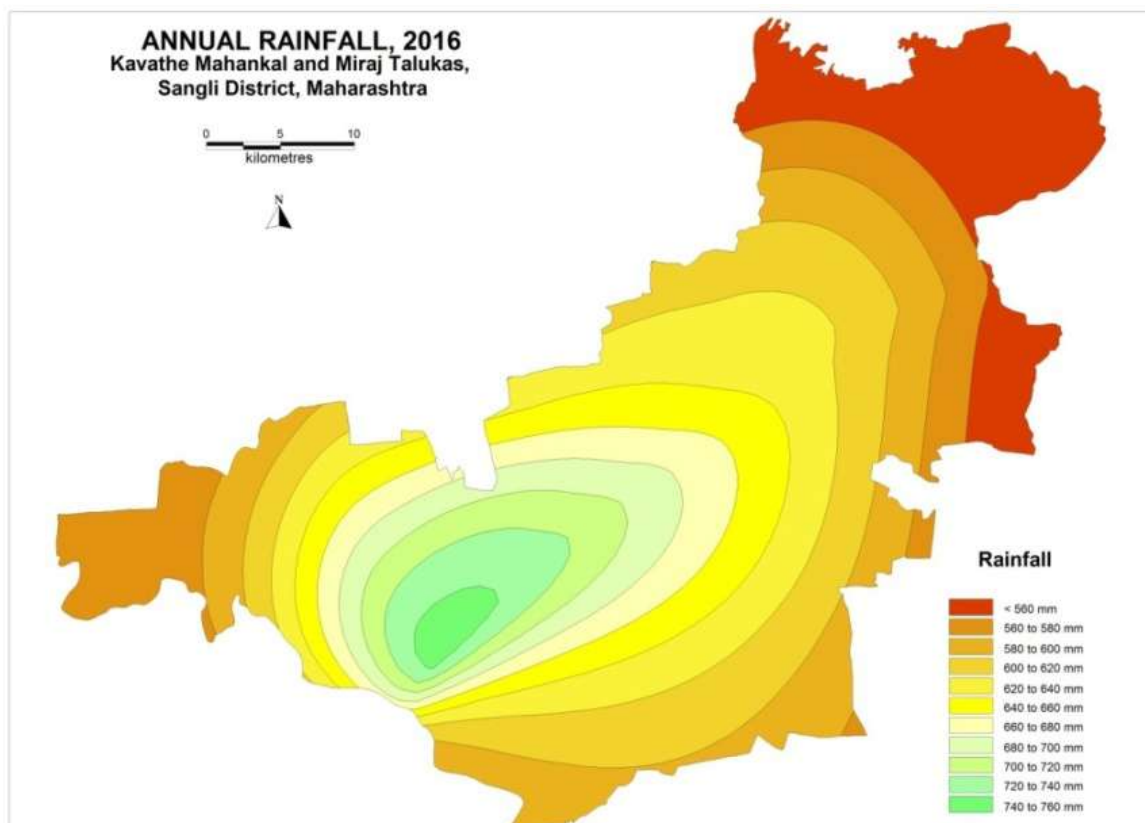 ANNUAL RAINFALL, 2016
Kavathe Mahankal and Miraj Talukas,
Sangli District, Maharashtra
0 5 10
kilometres
N
Rainfall
< 560 mm
560 to 580 mm
580 to 600 mm
600 to 620 mm
620 to 640 mm
640 to 660 mm
660 to 680 mm
680 to 700 mm
700 to 720 mm
720 to 740 mm
740 to 760 mm